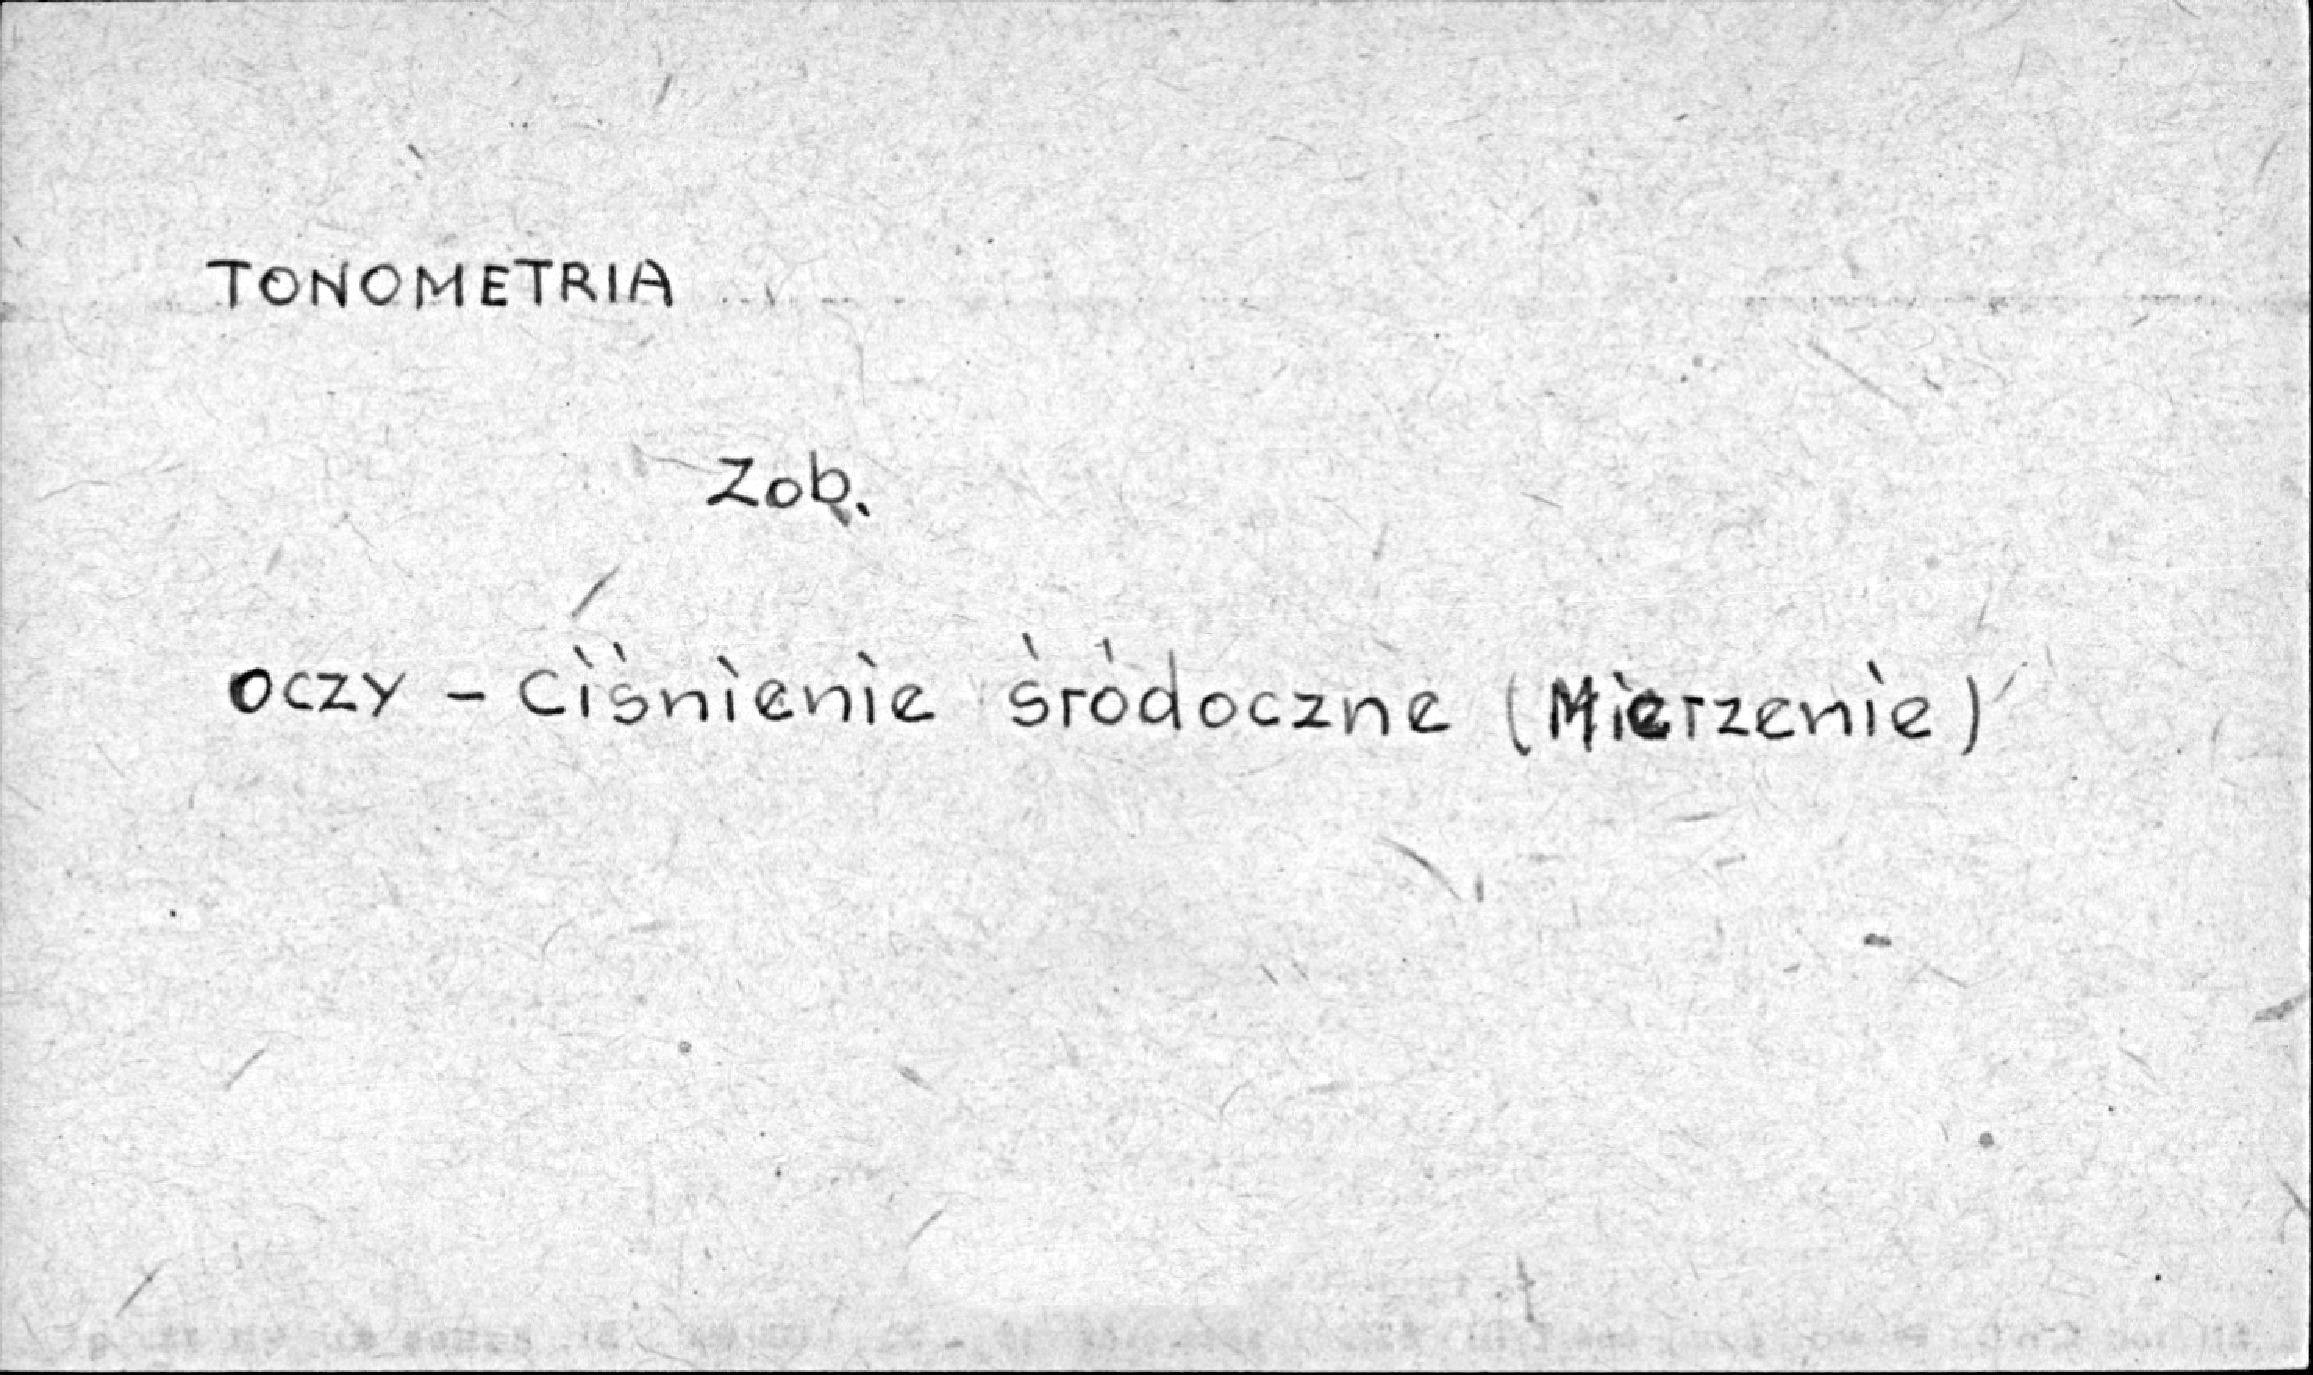 TONOMETRIA
Zob.
OCZY - Ciśnienie śródoczne (Mierzenie)